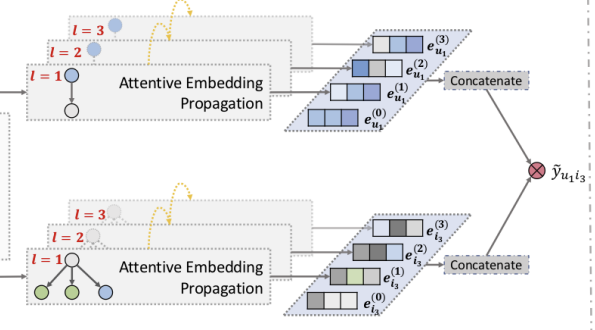 l = 3
l = 2
l = 1
Attentive Embedding
Propagation
e_{u_1}^{(3)}
e_{u_1}^{(2)}
e_{u_1}^{(1)}
e_{u_1}^{(0)}
Concatenate
ỹ_{u_1 i_3}
l = 3
l = 2
l = 1
Attentive Embedding
Propagation
e_{i_3}^{(3)}
e_{i_3}^{(2)}
e_{i_3}^{(1)}
e_{i_3}^{(0)}
Concatenate